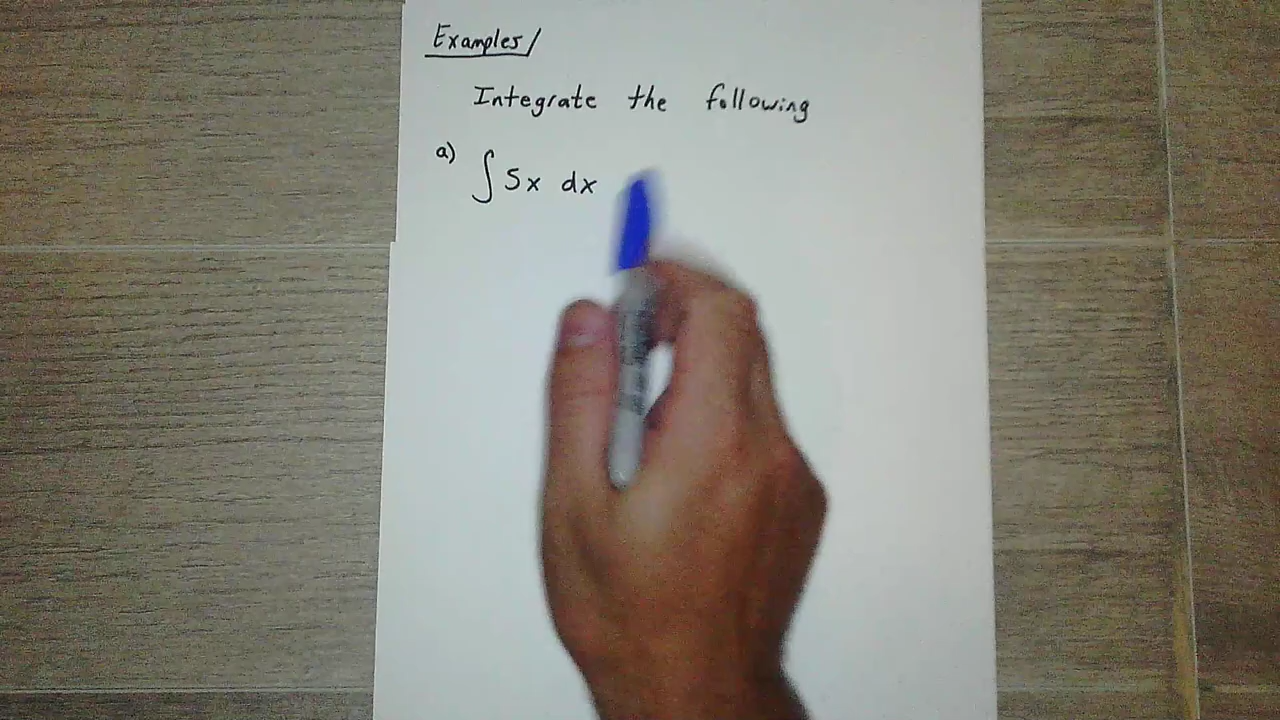 Examples/
Integrate the following
a) ∫ 5x dx